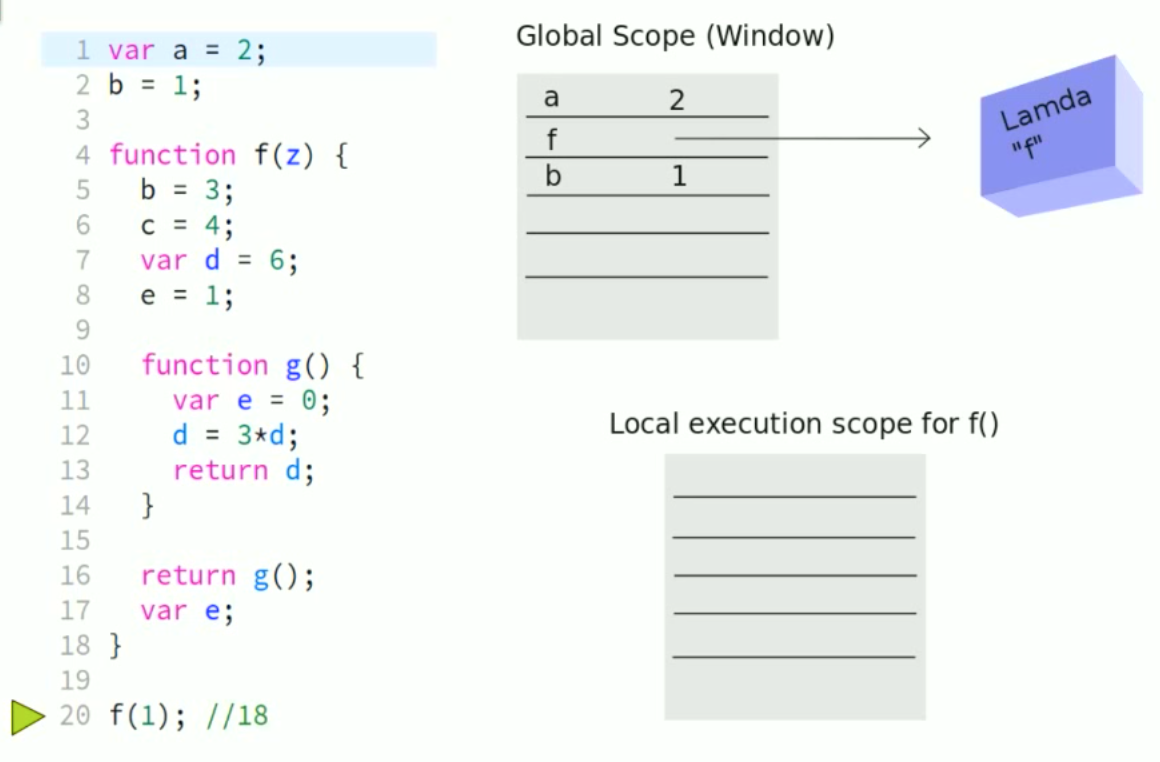 1 var a = 2;
2 b = 1;
3
4 function f(z) {
5 b = 3;
6 c = 4;
7 var d = 6;
8 e = 1;
9
10 function g() {
11 var e = 0;
12 d = 3*d;
13 return d;
14 }
15
16 return g();
17 var e;
18 }
19
20 f(1); //18
Global Scope (Window)
a 2
f
b 1
Lamda
"f"
Local execution scope for f()